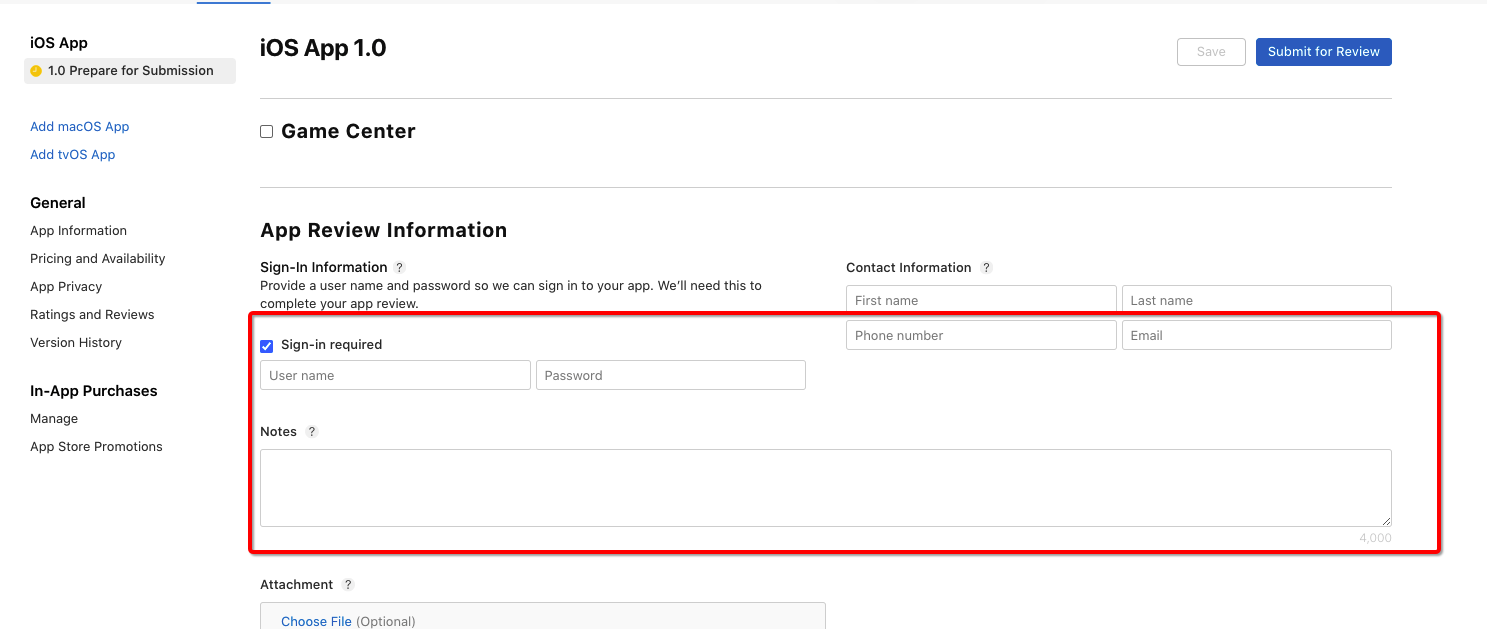 iOS App
1.0 Prepare for Submission
Add macOS App
Add tvOS App
General
App Information
Pricing and Availability
App Privacy
Ratings and Reviews
Version History
In-App Purchases
Manage
App Store Promotions
iOS App 1.0
Save
Submit for Review
Game Center
App Review Information
Sign-In Information ?
Provide a user name and password so we can sign in to your app. We’ll need this to
complete your app review.
Sign-in required
User name
Password
Contact Information ?
First name
Last name
Phone number
Email
Notes ?
4,000
Attachment ?
Choose File (Optional)